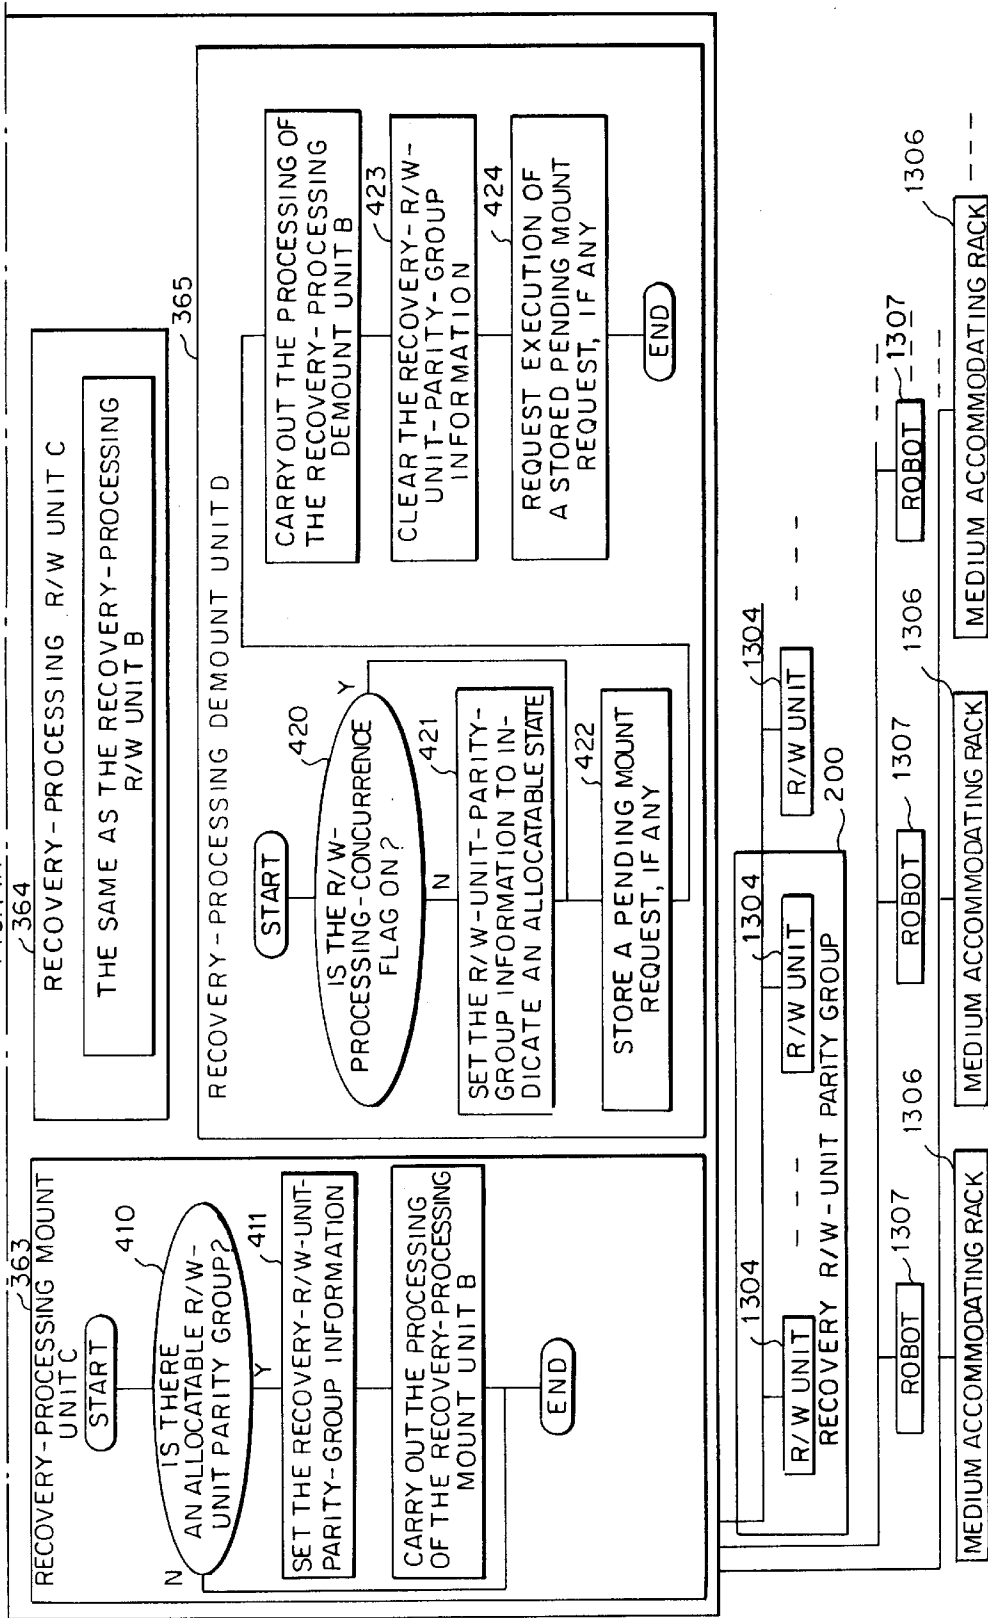 363
RECOVERY-PROCESSING MOUNT
UNIT C
START
410
IS THERE
AN ALLOCATABLE R/W-
UNIT PARITY GROUP?
N
Y
411
SET THE RECOVERY-R/W-UNIT-
PARITY-GROUP INFORMATION
CARRY OUT THE PROCESSING
OF THE RECOVERY-PROCESSING
MOUNT UNIT B
END
364
RECOVERY-PROCESSING R/W UNIT C
THE SAME AS THE RECOVERY-PROCESSING
R/W UNIT B
365
RECOVERY-PROCESSING DEMOUNT UNIT D
START
420
IS THE R/W-
PROCESSING-CONCURRENCE
FLAG ON?
Y
N
421
SET THE R/W-UNIT-PARITY-
GROUP INFORMATION TO IN-
DICATE AN ALLOCATABLE STATE
422
STORE A PENDING MOUNT
REQUEST, IF ANY
CARRY OUT THE PROCESSING OF
THE RECOVERY-PROCESSING
DEMOUNT UNIT B
423
CLEAR THE RECOVERY-R/W-
UNIT-PARITY-GROUP
INFORMATION
424
REQUEST EXECUTION OF
A STORED PENDING MOUNT
REQUEST, IF ANY
END
1304
R/W UNIT
1304
R/W UNIT
1304
R/W UNIT
RECOVERY R/W-UNIT PARITY GROUP
200
1307
ROBOT
1307
ROBOT
1307
ROBOT
1306
MEDIUM ACCOMMODATING RACK
1306
MEDIUM ACCOMMODATING RACK
1306
MEDIUM ACCOMMODATING RACK